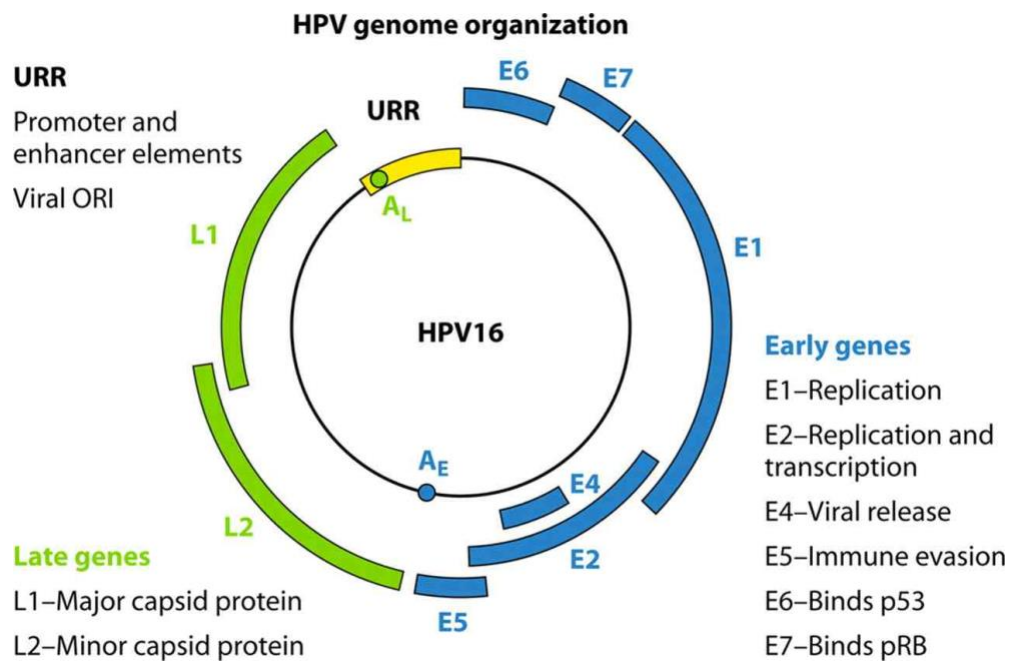 HPV genome organization
URR
Promoter and
enhancer elements
Viral ORI
URR
E6
E7
A_L
L1
E1
HPV16
A_E
E4
E2
L2
E5
Late genes
L1–Major capsid protein
L2–Minor capsid protein
Early genes
E1–Replication
E2–Replication and
transcription
E4–Viral release
E5–Immune evasion
E6–Binds p53
E7–Binds pRB